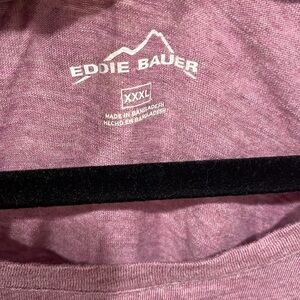 EDDIE BAUER
XXXL
MADE IN BANGLADESH
HECHO EN BANGLADESH